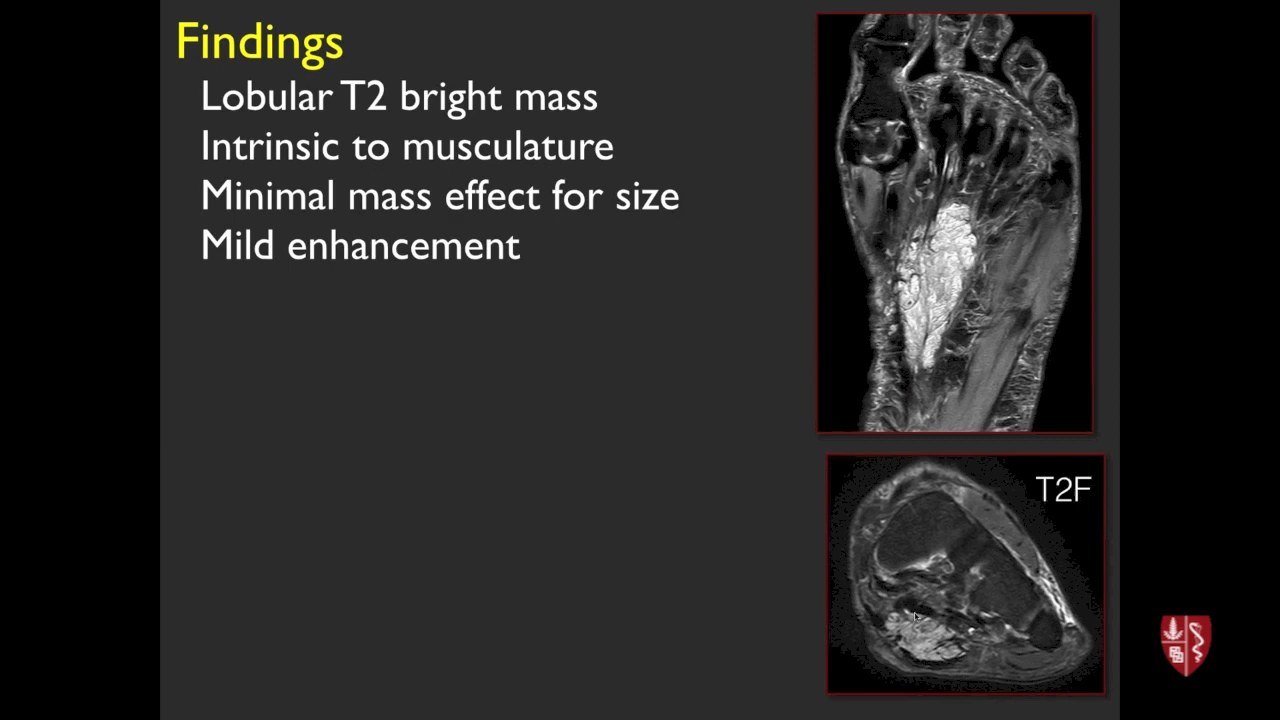 Findings
Lobular T2 bright mass
Intrinsic to musculature
Minimal mass effect for size
Mild enhancement
T2F